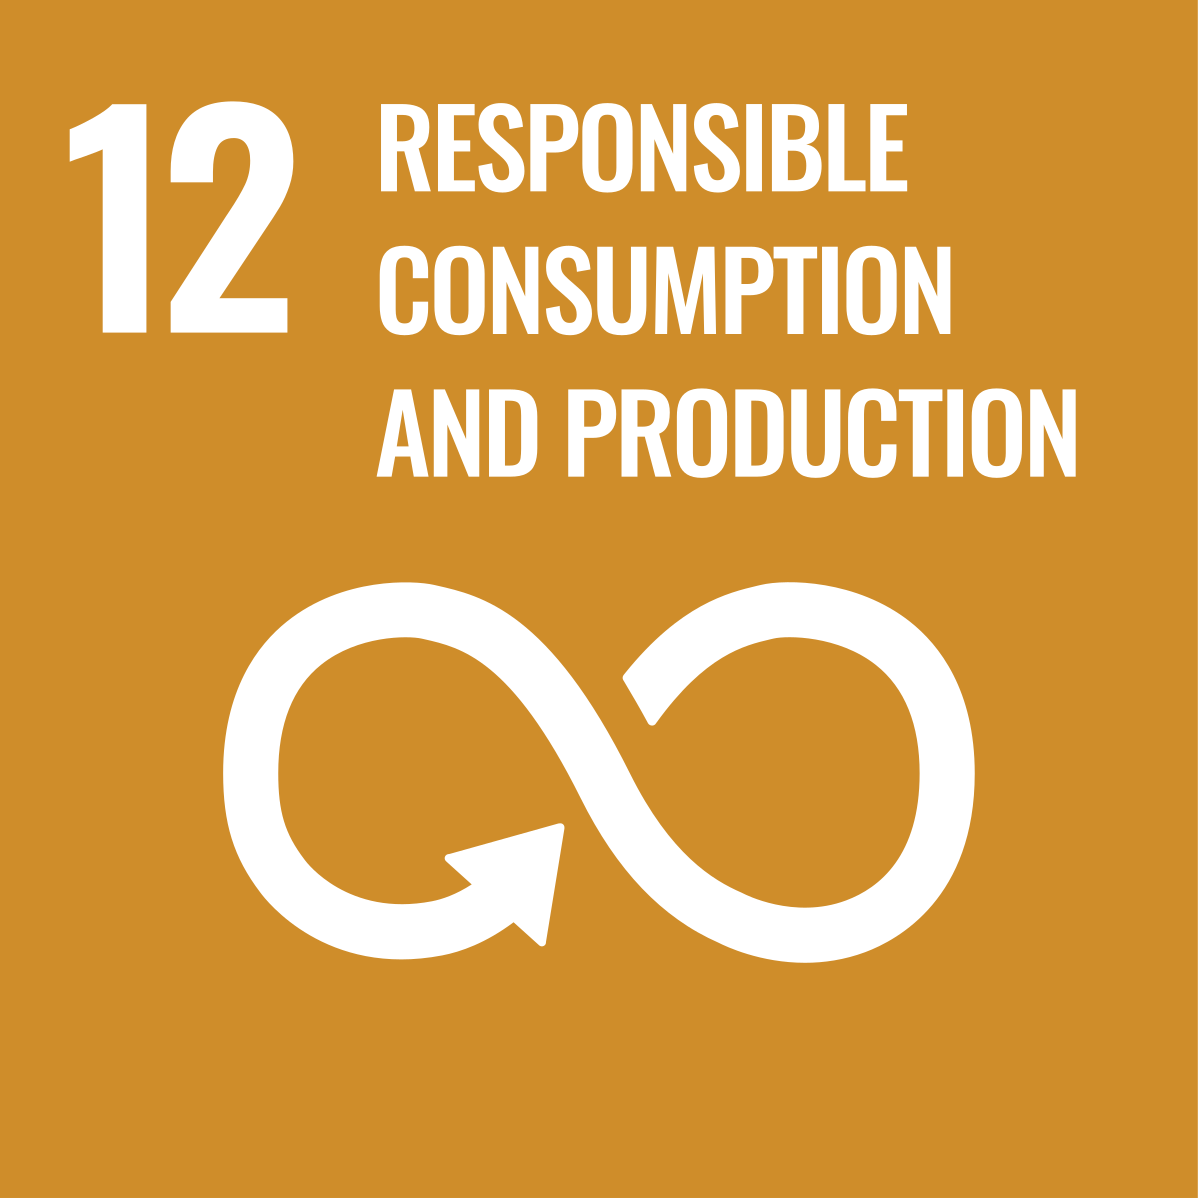 12
RESPONSIBLE
CONSUMPTION
AND PRODUCTION